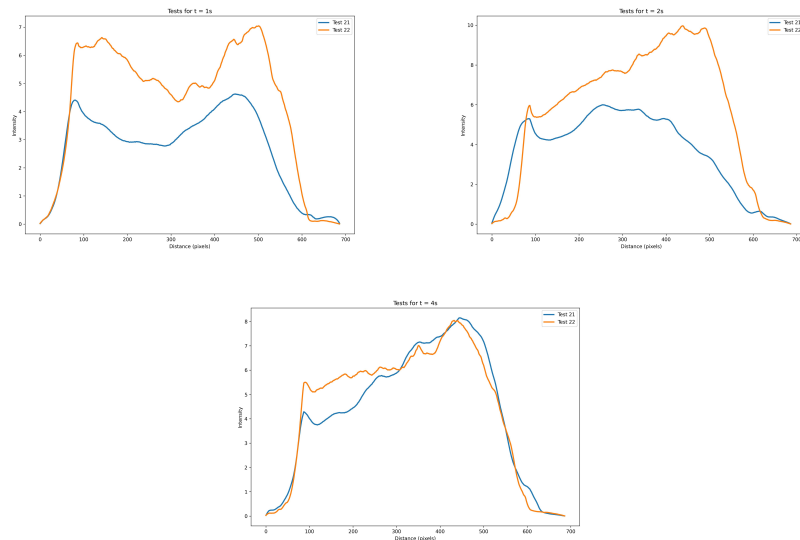 Tests for t = 1s
Test 21
Test 22
Intensity
7
6
5
4
3
2
1
0
0 100 200 300 400 500 600 700
Distance (pixels)
Tests for t = 2s
Test 21
Test 22
Intensity
10
8
6
4
2
0
0 100 200 300 400 500 600 700
Distance (pixels)
Tests for t = 4s
Test 21
Test 22
Intensity
8
7
6
5
4
3
2
1
0
0 100 200 300 400 500 600 700
Distance (pixels)